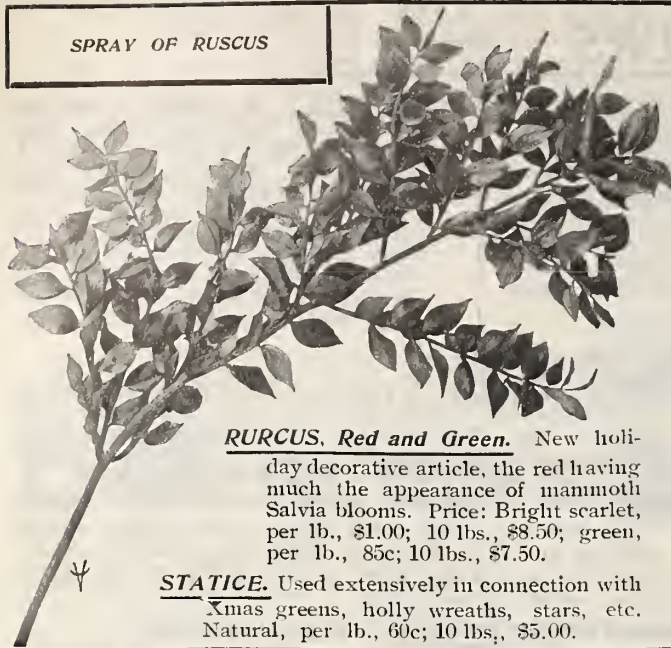 SPRAY OF RUSCUS
RURCUS, Red and Green. New holi-
day decorative article, the red having
much the appearance of mammoth
Salvia blooms. Price: Bright scarlet,
per lb., $1.00; 10 lbs., $8.50; green,
per lb., 85c; 10 lbs., $7.50.
STATICE. Used extensively in connection with
Xmas greens, holly wreaths, stars, etc.
Natural, per lb., 60c; 10 lbs., $5.00.